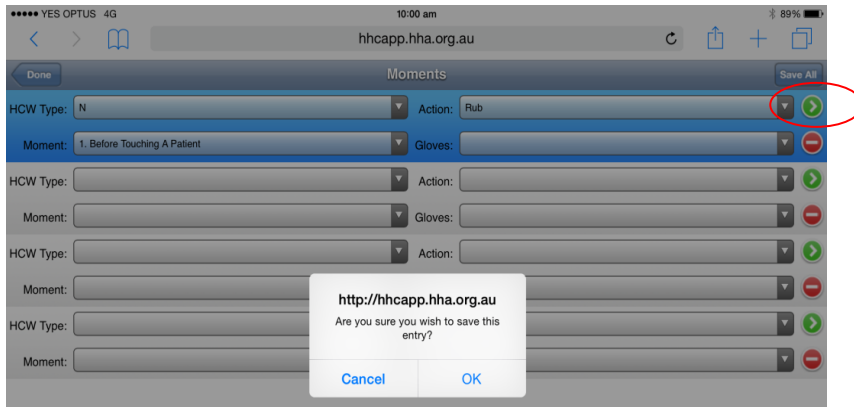 YES OPTUS 4G 10:00 am 89%
hhcapp.hha.org.au
Done Moments Save All
HCW Type: N Action: Rub
Moment: 1. Before Touching A Patient Gloves:
HCW Type: Action:
Moment: Gloves:
HCW Type: Action:
Moment:
HCW Type:
Moment:
http://hhcapp.hha.org.au
Are you sure you wish to save this
entry?
Cancel OK